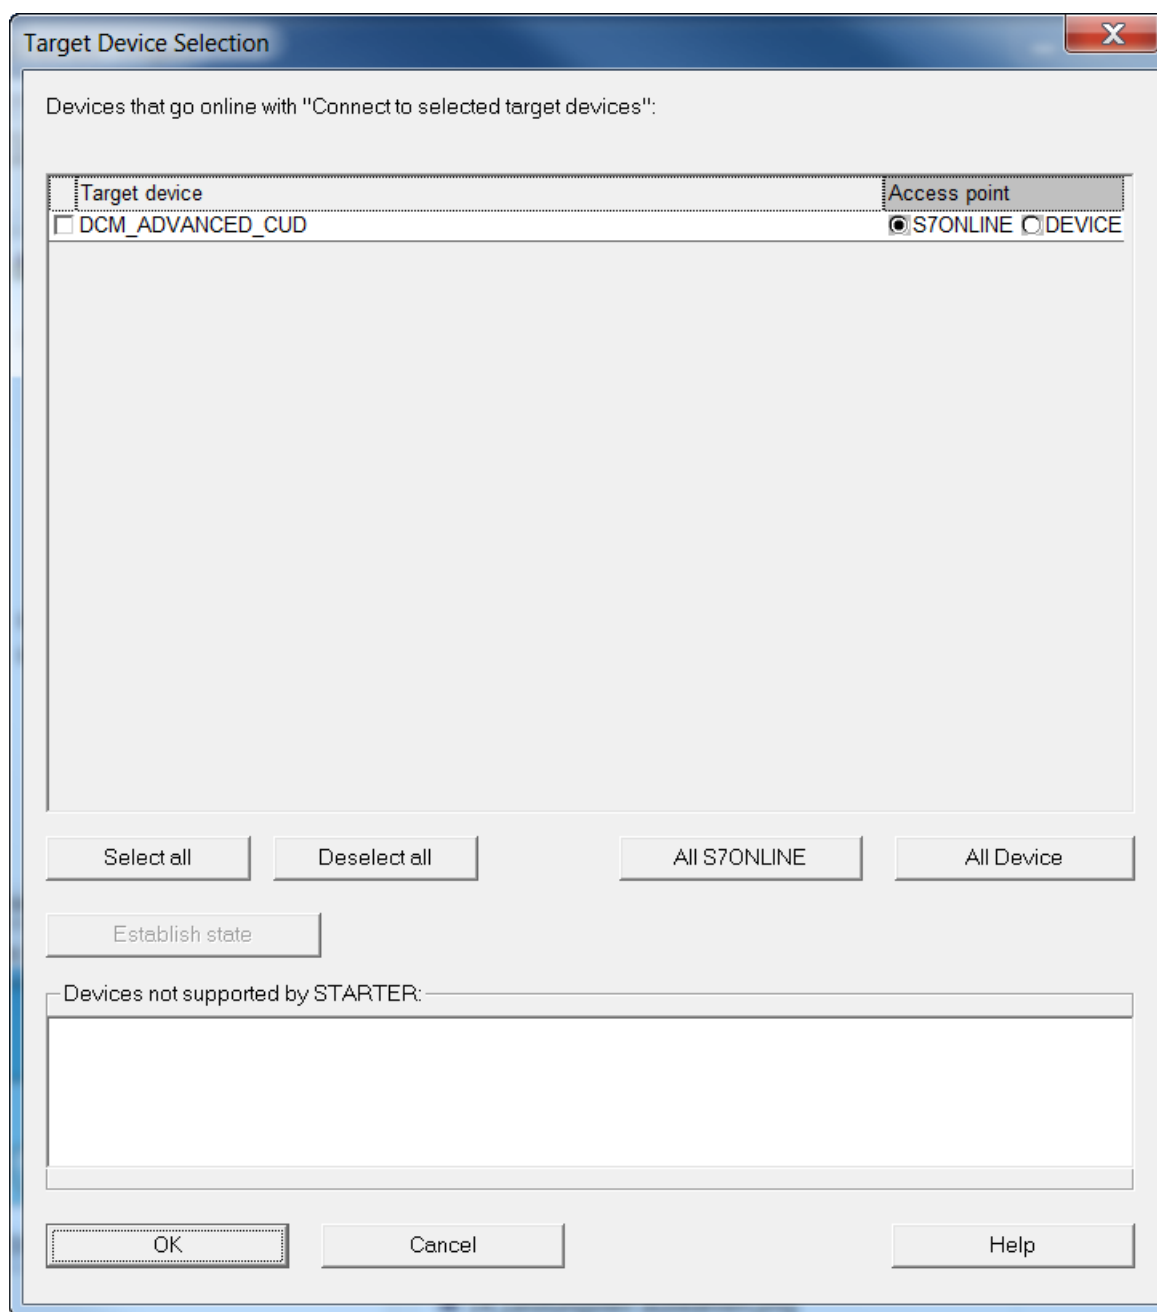 Target Device Selection
Devices that go online with "Connect to selected target devices":
Target device Access point
DCM_ADVANCED_CUD S7ONLINE DEVICE
Select all Deselect all All S7ONLINE All Device
Establish state
Devices not supported by STARTER:
OK Cancel Help